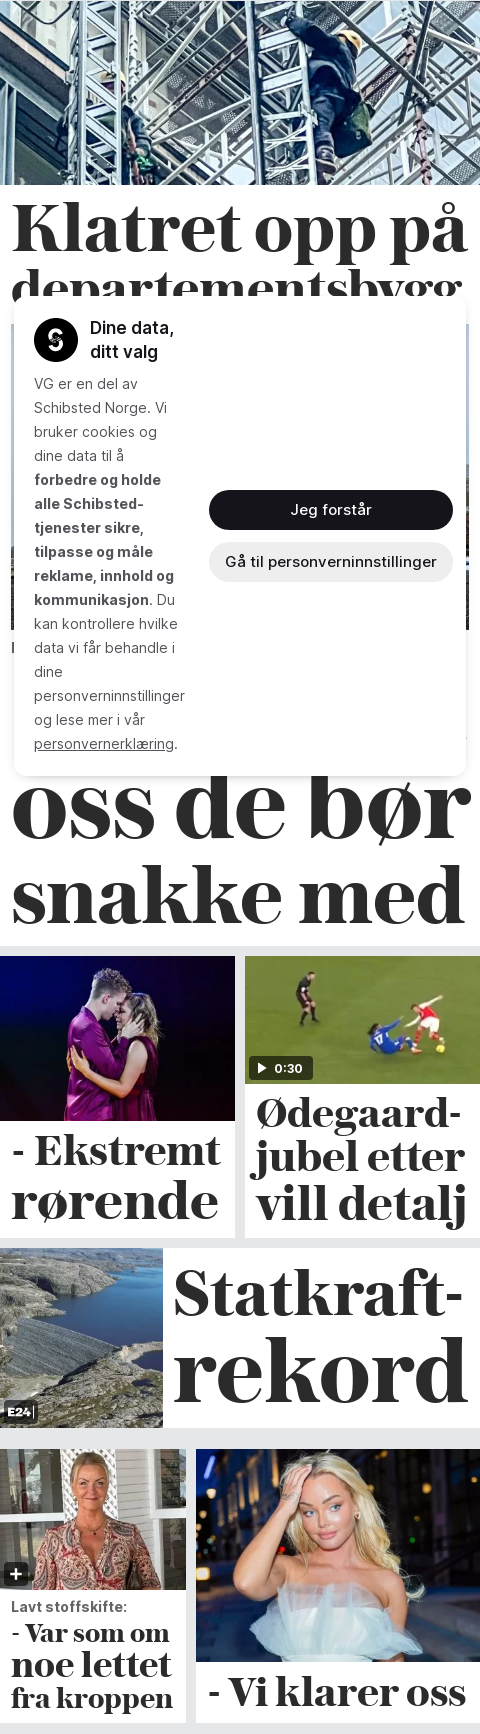 Klatret opp på
departementsbygg
Dine data,
ditt valg
VG er en del av
Schibsted Norge. Vi
bruker cookies og
dine data til å
forbedre og holde
alle Schibsted-
tjenester sikre,
tilpasse og måle
reklame, innhold og
kommunikasjon. Du
kan kontrollere hvilke
data vi får behandle i
dine
personverninnstillinger
og lese mer i vår
personvernerklæring.
Jeg forstår
Gå til personverninnstillinger
oss de bør
snakke med
- Ekstremt
rørende
0:30
Ødegaard-
jubel etter
vill detalj
E24
Statkraft-
rekord
Lavt stoffskifte:
- Var som om
noe lettet
fra kroppen
- Vi klarer oss